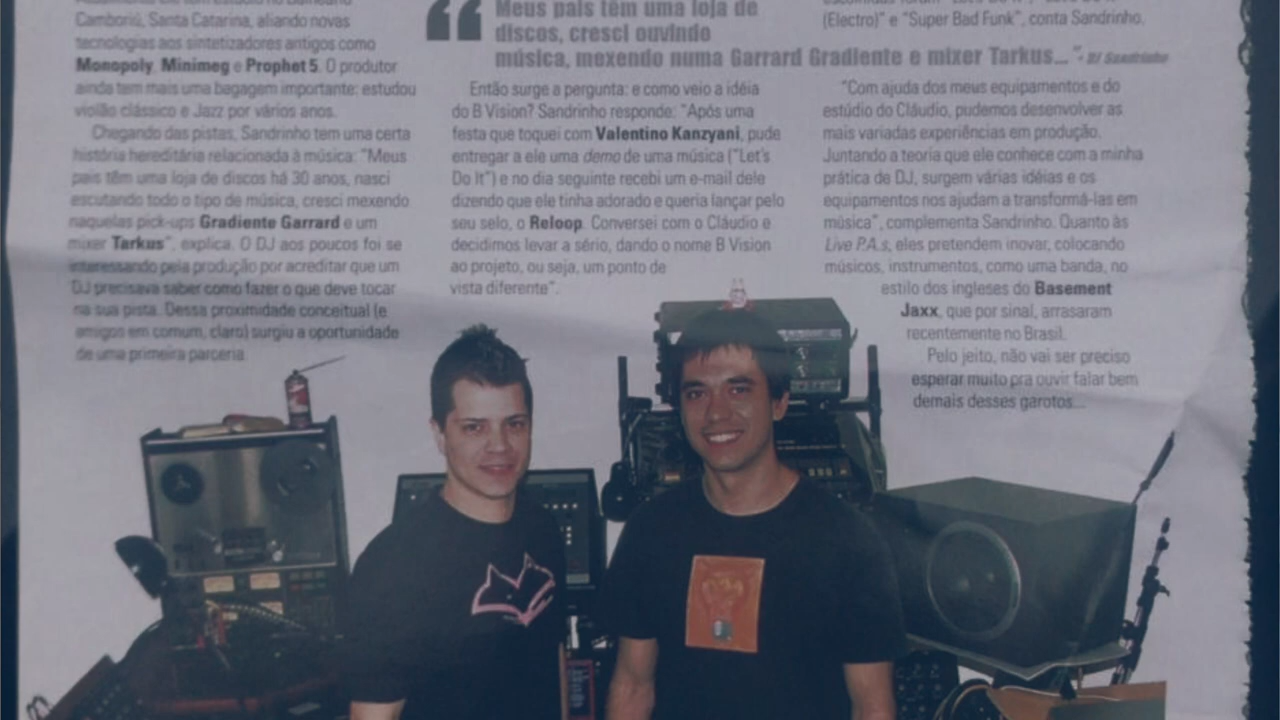 Camboriú, Santa Catarina, aliando novas
tecnologias aos sintetizadores antigos como
Monopoly, Minimeg e Prophet 5. O produtor
ainda tem mais uma bagagem importante: estudou
violão clássico e Jazz por vários anos.
Chegando das pistas, Sandrinho tem uma certa
história hereditária relacionada à música: "Meus
pais têm uma loja de discos há 30 anos, nasci
escutando todo o tipo de música, cresci mexendo
naquelas pick-ups Gradiente Garrard e um
mixer Tarkus", explica. O DJ aos poucos foi se
interessando pela produção por acreditar que um
DJ precisava saber como fazer o que deve tocar
na sua pista. Dessa proximidade conceitual (e
amigos em comum, claro) surgiu a oportunidade
de uma primeira parceria.
“Meus pais têm uma loja de
discos, cresci ouvindo
música, mexendo numa Garrard Gradiente e mixer Tarkus..."- DJ Sandrinho
Então surge a pergunta: e como veio a idéia
do B Vision? Sandrinho responde: "Após uma
festa que toquei com Valentino Kanzyani, pude
entregar a ele uma demo de uma música ("Let's
Do It") e no dia seguinte recebi um e-mail dele
dizendo que ele tinha adorado e queria lançar pelo
seu selo, o Reloop. Conversei com o Cláudio e
decidimos levar a sério, dando o nome B Vision
ao projeto, ou seja, um ponto de
vista diferente".
(Electro)" e "Super Bad Funk", conta Sandrinho.
"Com ajuda dos meus equipamentos e do
estúdio do Cláudio, pudemos desenvolver as
mais variadas experiências em produção.
Juntando a teoria que ele conhece com a minha
prática de DJ, surgem várias idéias e os
equipamentos nos ajudam a transformá-las em
música", complementa Sandrinho. Quanto às
Live P.A.s, eles pretendem inovar, colocando
músicos, instrumentos, como uma banda, no
estilo dos ingleses do Basement
Jaxx, que por sinal, arrasaram
recentemente no Brasil.
Pelo jeito, não vai ser preciso
esperar muito pra ouvir falar bem
demais desses garotos...